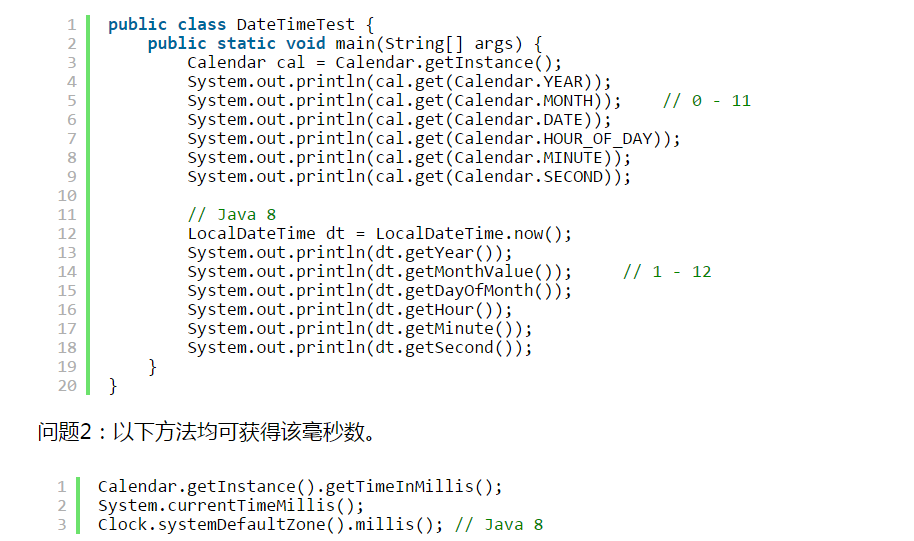 1 public class DateTimeTest {
2 public static void main(String[] args) {
3 Calendar cal = Calendar.getInstance();
4 System.out.println(cal.get(Calendar.YEAR));
5 System.out.println(cal.get(Calendar.MONTH)); // 0 - 11
6 System.out.println(cal.get(Calendar.DATE));
7 System.out.println(cal.get(Calendar.HOUR_OF_DAY));
8 System.out.println(cal.get(Calendar.MINUTE));
9 System.out.println(cal.get(Calendar.SECOND));
10
11 // Java 8
12 LocalDateTime dt = LocalDateTime.now();
13 System.out.println(dt.getYear());
14 System.out.println(dt.getMonthValue()); // 1 - 12
15 System.out.println(dt.getDayOfMonth());
16 System.out.println(dt.getHour());
17 System.out.println(dt.getMinute());
18 System.out.println(dt.getSecond());
19 }
20 }
问题2：以下方法均可获得该毫秒数。
1 Calendar.getInstance().getTimeInMillis();
2 System.currentTimeMillis();
3 Clock.systemDefaultZone().millis(); // Java 8